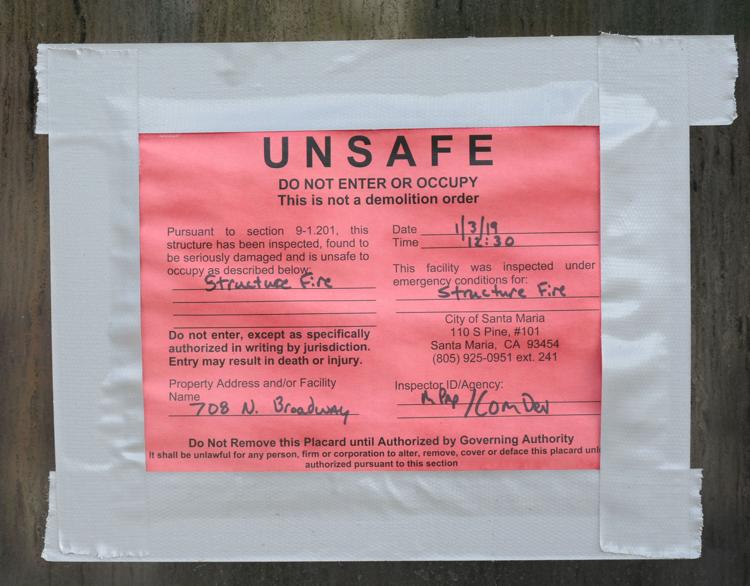 UNSAFE
DO NOT ENTER OR OCCUPY
This is not a demolition order
Pursuant to section 9-1.201, this
structure has been inspected, found to
be seriously damaged and is unsafe to
occupy as described below:
Structure Fire
Do not enter, except as specifically
authorized in writing by jurisdiction.
Entry may result in death or injury.
Property Address and/or Facility
Name
708 N. Broadway
Date 1/3/19
Time 12:30
This facility was inspected under
emergency conditions for:
Structure Fire
City of Santa Maria
110 S Pine, #101
Santa Maria, CA 93454
(805) 925-0951 ext. 241
Inspector ID/Agency:
/Com Dev
Do Not Remove this Placard until Authorized by Governing Authority
It shall be unlawful for any person, firm or corporation to alter, remove, cover or deface this placard unl
authorized pursuant to this section